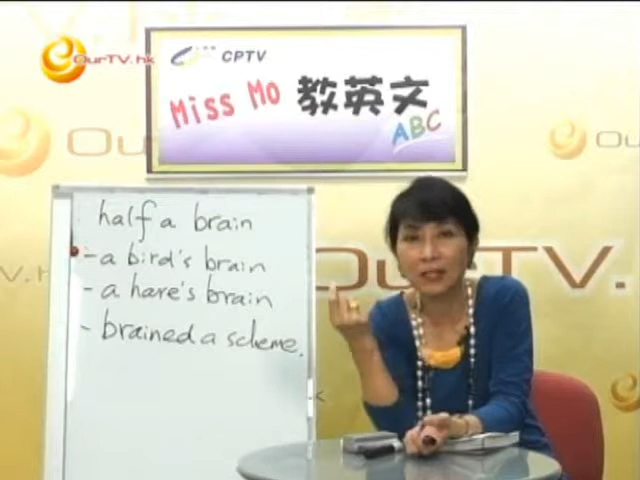 OurTV.hk
CPTV
Miss Mo 教英文
ABC
half a brain
- a bird's brain
- a hare's brain
- brained a scheme.
OurTV.